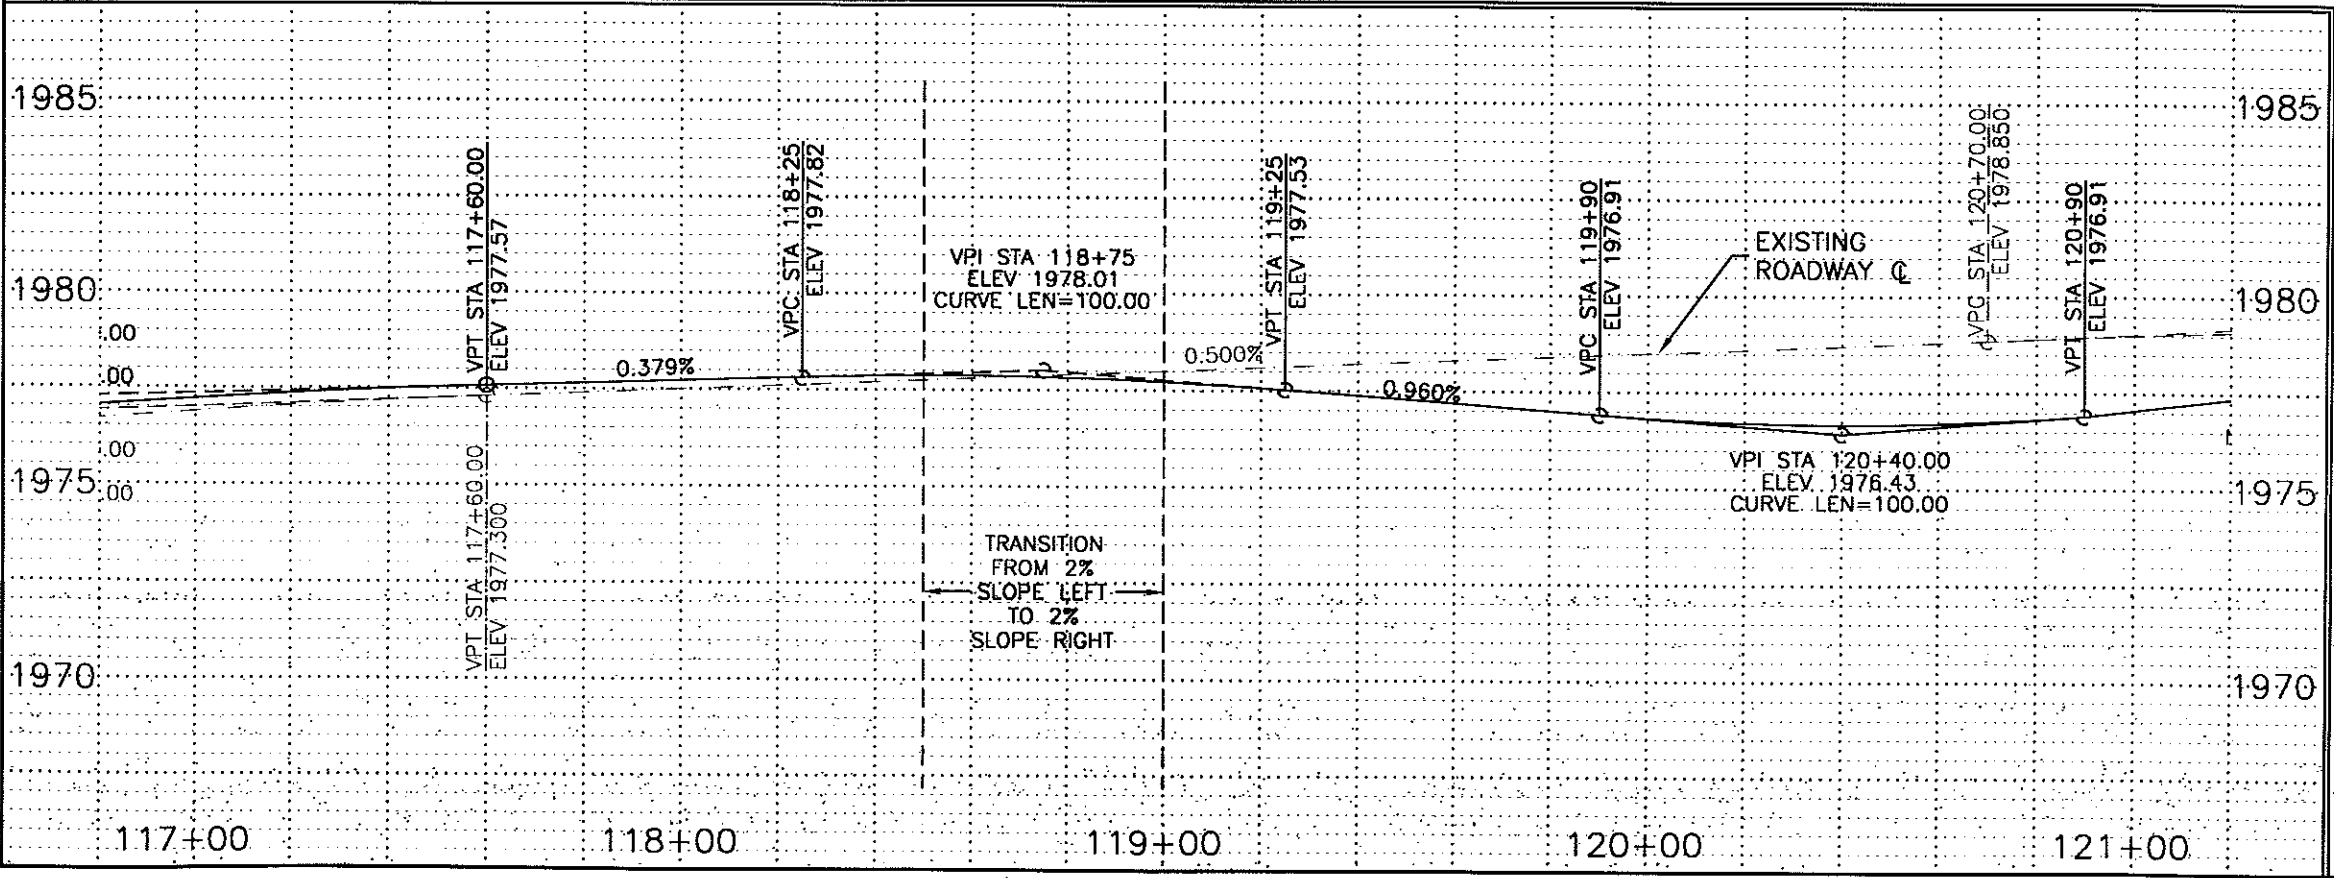 1985
1985
1980
1980
1975
1975
1970
1970
.00
.00
.00
.00
VPT STA 117+60.00
ELEV 1977.57
VPT STA 117+60.00
ELEV 1977.300
0.379%
VPC STA 118+25
ELEV 1977.82
VPI STA 118+75
ELEV 1978.01
CURVE LEN=100.00
TRANSITION
FROM 2%
SLOPE LEFT
TO 2%
SLOPE RIGHT
0.500%
VPT STA 119+25
ELEV 1977.53
0.960%
VPC STA 119+90
ELEV 1976.91
EXISTING
ROADWAY ℄
VPC STA 120+70.00
ELEV 1978.850
VPT STA 120+90
ELEV 1976.91
VPI STA 120+40.00
ELEV 1976.43
CURVE LEN=100.00
117+00
118+00
119+00
120+00
121+00